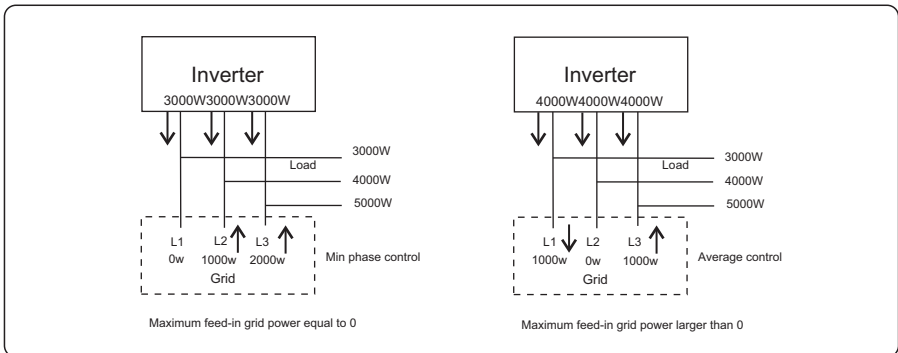 Inverter
3000W3000W3000W
3000W
Load
4000W
5000W
L1 L2 L3
0w 1000w 2000w
Grid
Min phase control
Maximum feed-in grid power equal to 0
Inverter
4000W4000W4000W
3000W
Load
4000W
5000W
L1 L2 L3
1000w 0w 1000w
Grid
Average control
Maximum feed-in grid power larger than 0